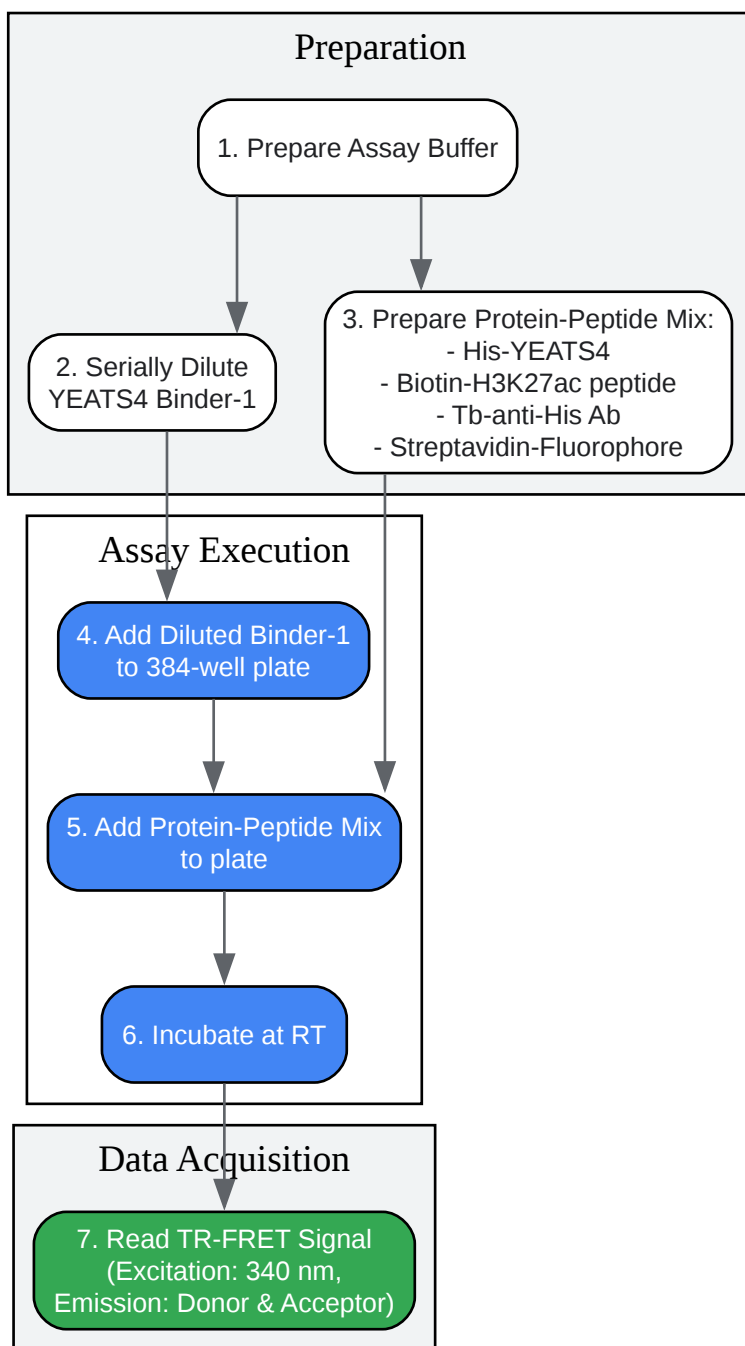 Preparation
1. Prepare Assay Buffer
2. Serially Dilute
YEATS4 Binder-1
3. Prepare Protein-Peptide Mix:
- His-YEATS4
- Biotin-H3K27ac peptide
- Tb-anti-His Ab
- Streptavidin-Fluorophore
Assay Execution
4. Add Diluted Binder-1
to 384-well plate
5. Add Protein-Peptide Mix
to plate
6. Incubate at RT
Data Acquisition
7. Read TR-FRET Signal
(Excitation: 340 nm,
Emission: Donor & Acceptor)